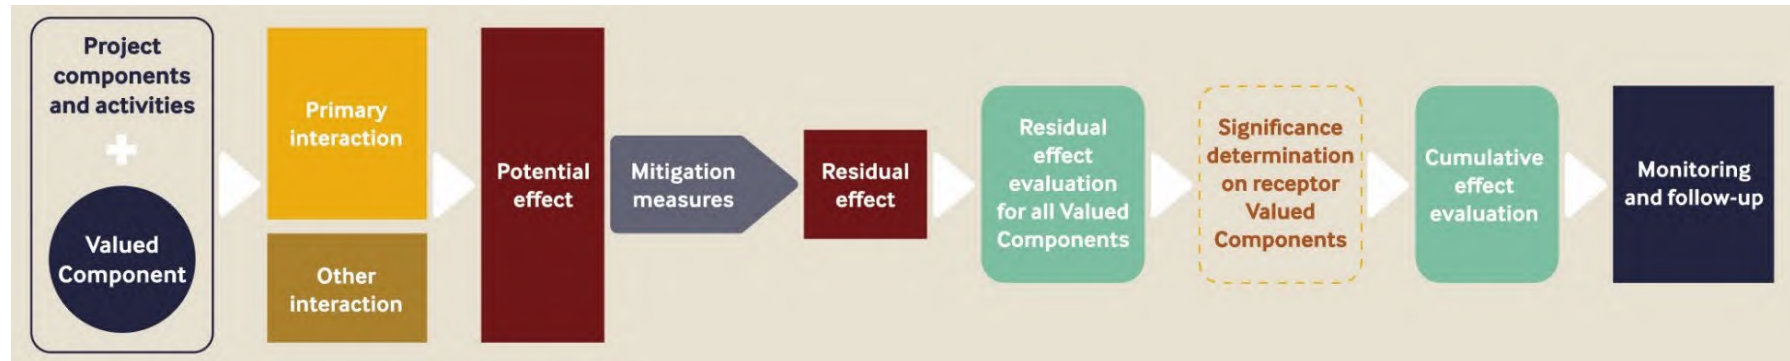 Project
components
and activities
Valued
Component
Primary
interaction
Other
interaction
Potential
effect
Mitigation
measures
Residual
effect
Residual
effect
evaluation
for all Valued
Components
Significance
determination
on receptor
Valued
Components
Cumulative
effect
evaluation
Monitoring
and follow-up